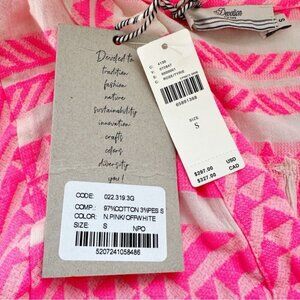 Devoted to
tradition
fashion
nature
sustainability
innovation
crafts
colors
diversity
you!
CODE: 022.319.3G
COMP.: 97%COTTON 3%PES S
COLOR: N.PINK/OFFWHITE
SIZE: S NPO
5207241058486
SIZE
S
$297.00 USD
$327.00 CAD
Devotion
S